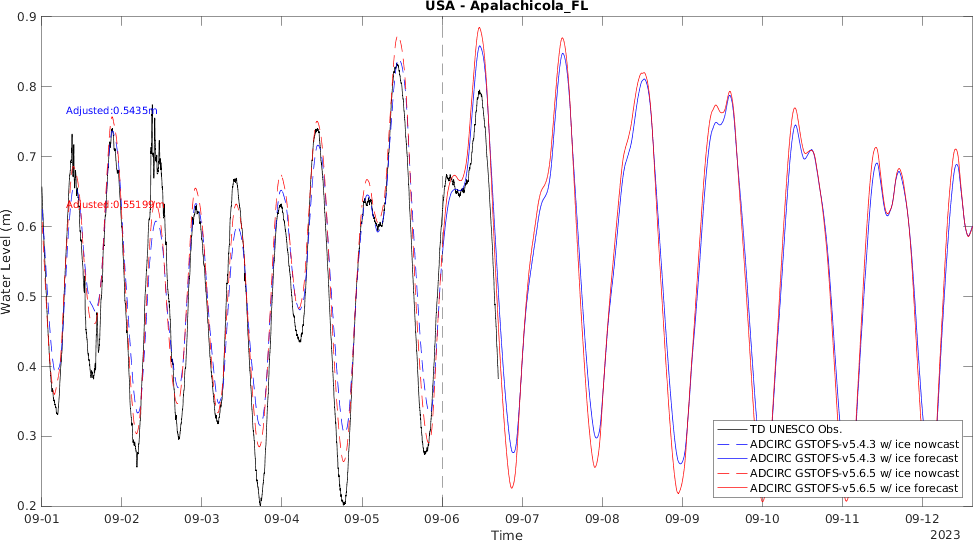 USA - Apalachicola_FL
Water Level (m)
0.9
0.8
0.7
0.6
0.5
0.4
0.3
0.2
Adjusted:0.5435m
Adjusted:0.55199m
TD UNESCO Obs.
ADCIRC GSTOFS-v5.4.3 w/ ice nowcast
ADCIRC GSTOFS-v5.4.3 w/ ice forecast
ADCIRC GSTOFS-v5.6.5 w/ ice nowcast
ADCIRC GSTOFS-v5.6.5 w/ ice forecast
09-01 09-02 09-03 09-04 09-05 09-06 09-07 09-08 09-09 09-10 09-11 09-12
2023
Time